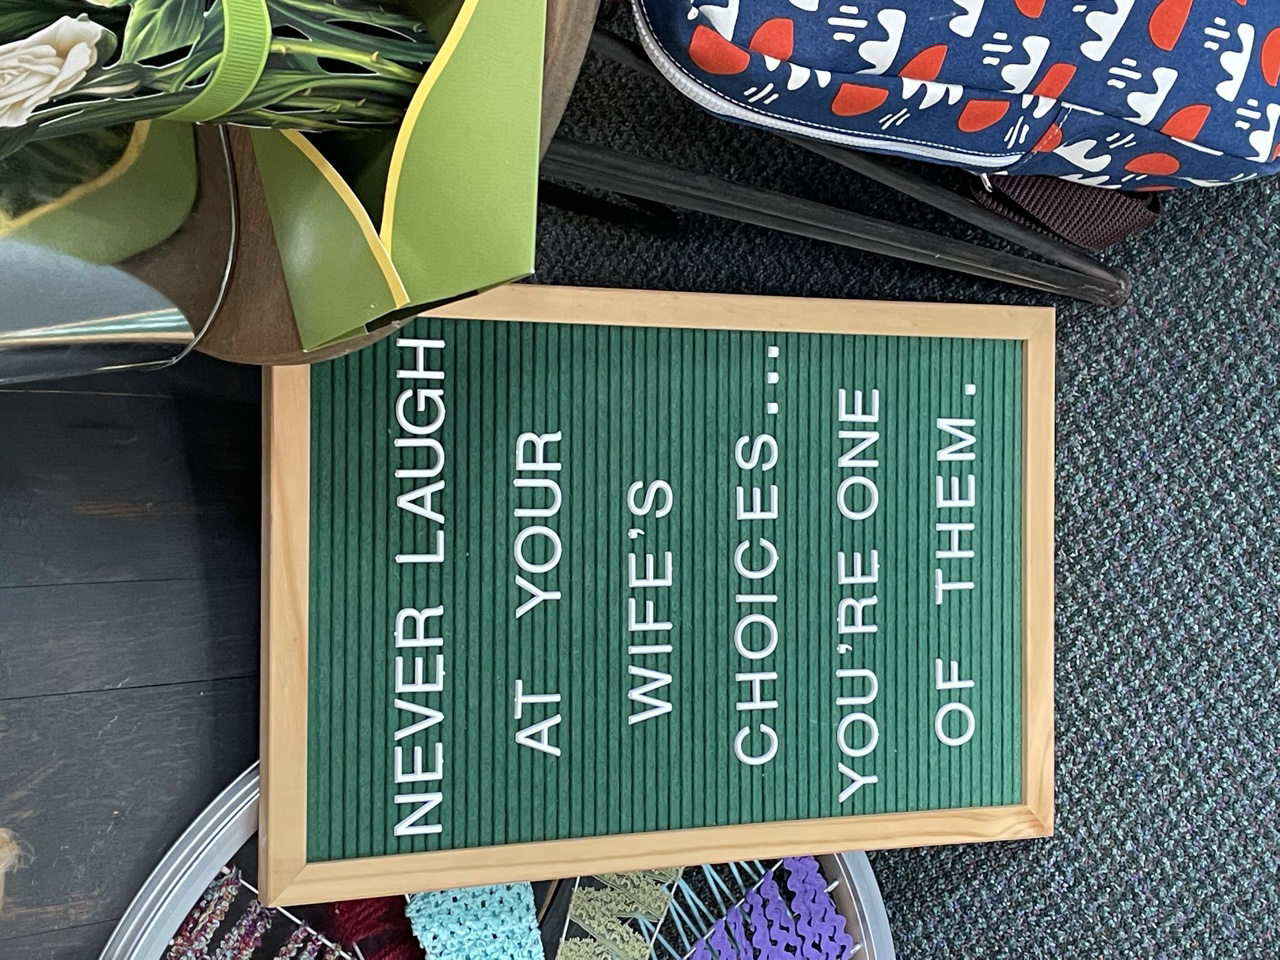 NEVER LAUGH
AT YOUR
WIFE'S
CHOICES...
YOU'RE ONE
OF THEM.